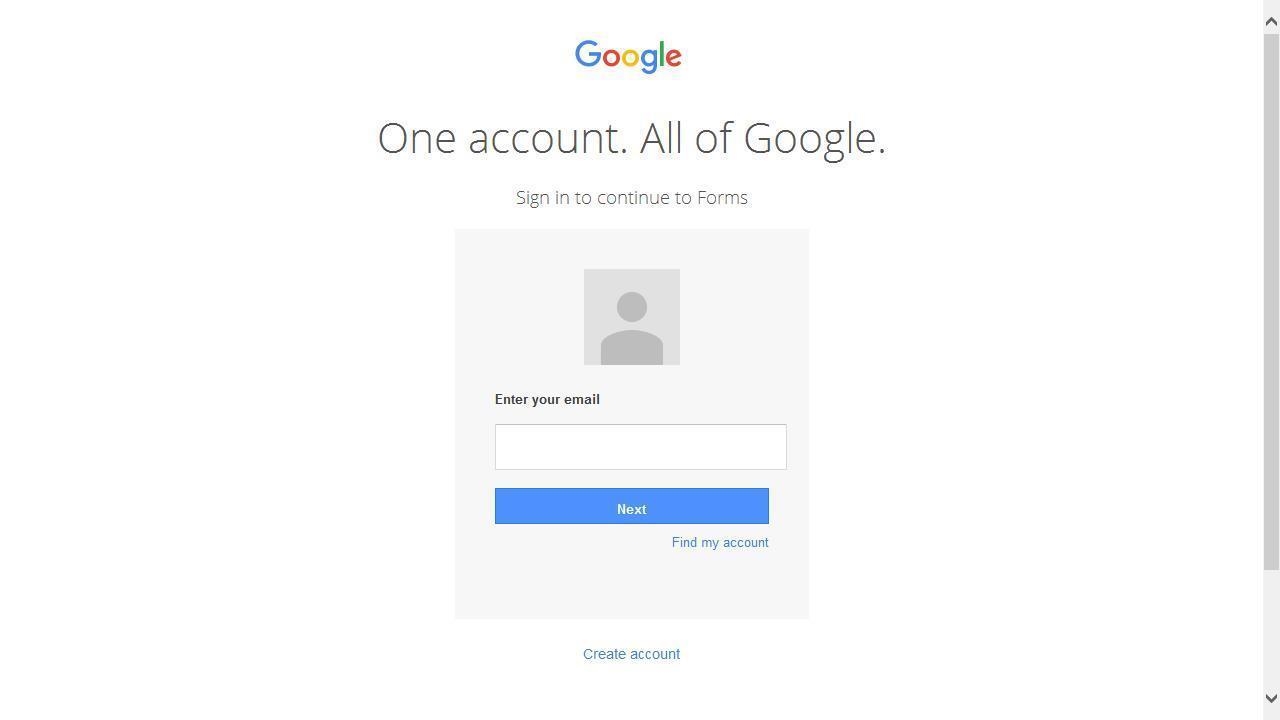 Google
One account. All of Google.
Sign in to continue to Forms
Enter your email
Next
Find my account
Create account